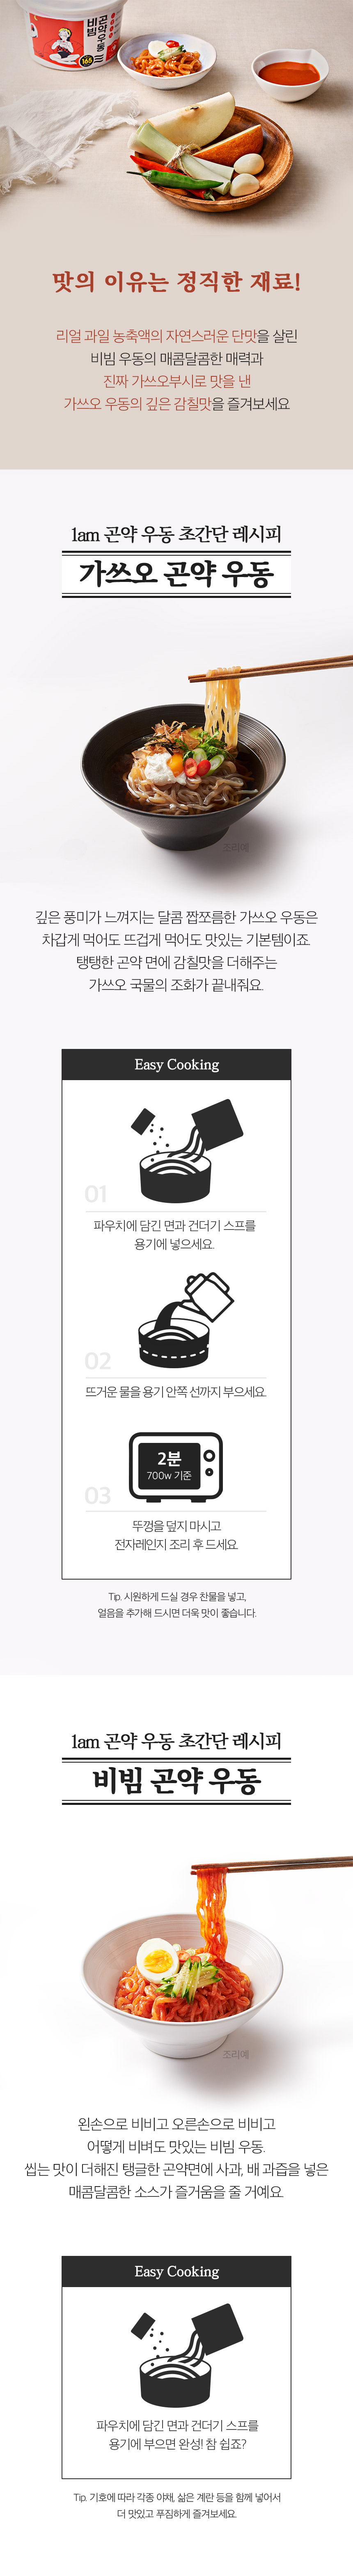 비빔
곤약우동
165
맛의 이유는 정직한 재료!
리얼 과일 농축액의 자연스러운 단맛을 살린
비빔 우동의 매콤달콤한 매력과
진짜 가쓰오부시로 맛을 낸
가쓰오 우동의 깊은 감칠맛을 즐겨보세요
1am 곤약 우동 초간단 레시피
가쓰오 곤약 우동
조리예
깊은 풍미가 느껴지는 달콤 짭쪼름한 가쓰오 우동은
차갑게 먹어도 뜨겁게 먹어도 맛있는 기본템이죠.
탱탱한 곤약 면에 감칠맛을 더해주는
가쓰오 국물의 조화가 끝내줘요.
Easy Cooking
01
파우치에 담긴 면과 건더기 스프를
용기에 넣으세요.
02
뜨거운 물을 용기 안쪽 선까지 부으세요.
2분
700w 기준
03
뚜껑을 덮지 마시고
전자레인지 조리 후 드세요.
Tip. 시원하게 드실 경우 찬물을 넣고,
얼음을 추가해 드시면 더욱 맛이 좋습니다.
1am 곤약 우동 초간단 레시피
비빔 곤약 우동
조리예
왼손으로 비비고 오른손으로 비비고
어떻게 비벼도 맛있는 비빔 우동.
씹는 맛이 더해진 탱글한 곤약면에 사과, 배 과즙을 넣은
매콤달콤한 소스가 즐거움을 줄 거예요.
Easy Cooking
파우치에 담긴 면과 건더기 스프를
용기에 부으면 완성! 참 쉽죠?
Tip. 기호에 따라 각종 야채, 삶은 계란 등을 함께 넣어서
더 맛있고 푸짐하게 즐겨보세요.